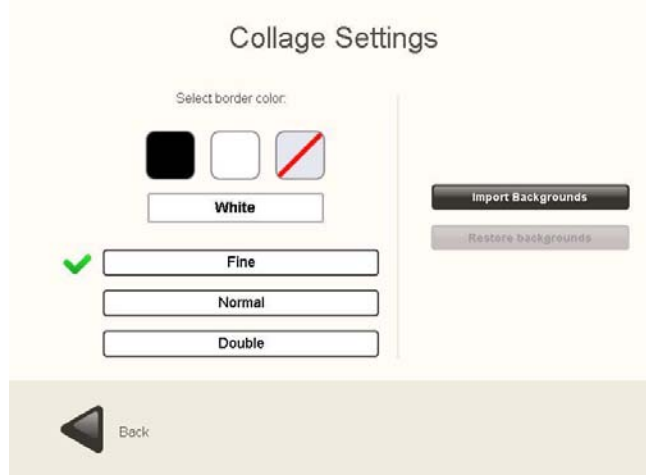 Collage Settings
Select border color:
White
Fine
Normal
Double
Import Backgrounds
Restore backgrounds
Back